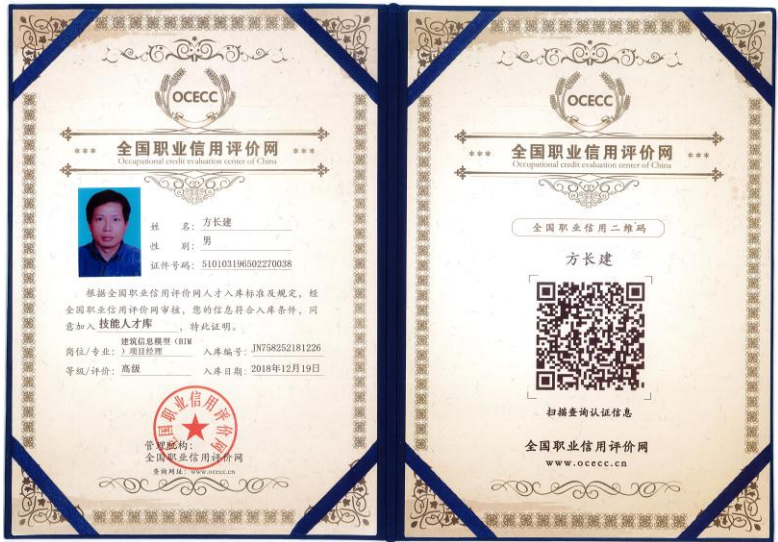 OCECC
*** 全国职业信用评价网 ***
Occupational credit evaluation center of China
姓 名：方长建
性 别：男
证件号码：510103196502270038
根据全国职业信用评价网人才入库标准及规定，经
全国职业信用评价网审核，您的信息符合入库条件，同
意加入 技能人才库 ，特此证明。
岗位/专业：建筑信息模型（BIM
）项目经理
入库编号：JN758252181226
等级/评价：高级 入库日期：2018年12月19日
全国职业信用评价网
管理机构：
全国职业信用评价网
查询网址：www.ocecc.cn
OCECC
*** 全国职业信用评价网 ***
Occupational credit evaluation center of China
全国职业信用二维码
方长建
扫描查询认证信息
全国职业信用评价网
www.ocecc.cn